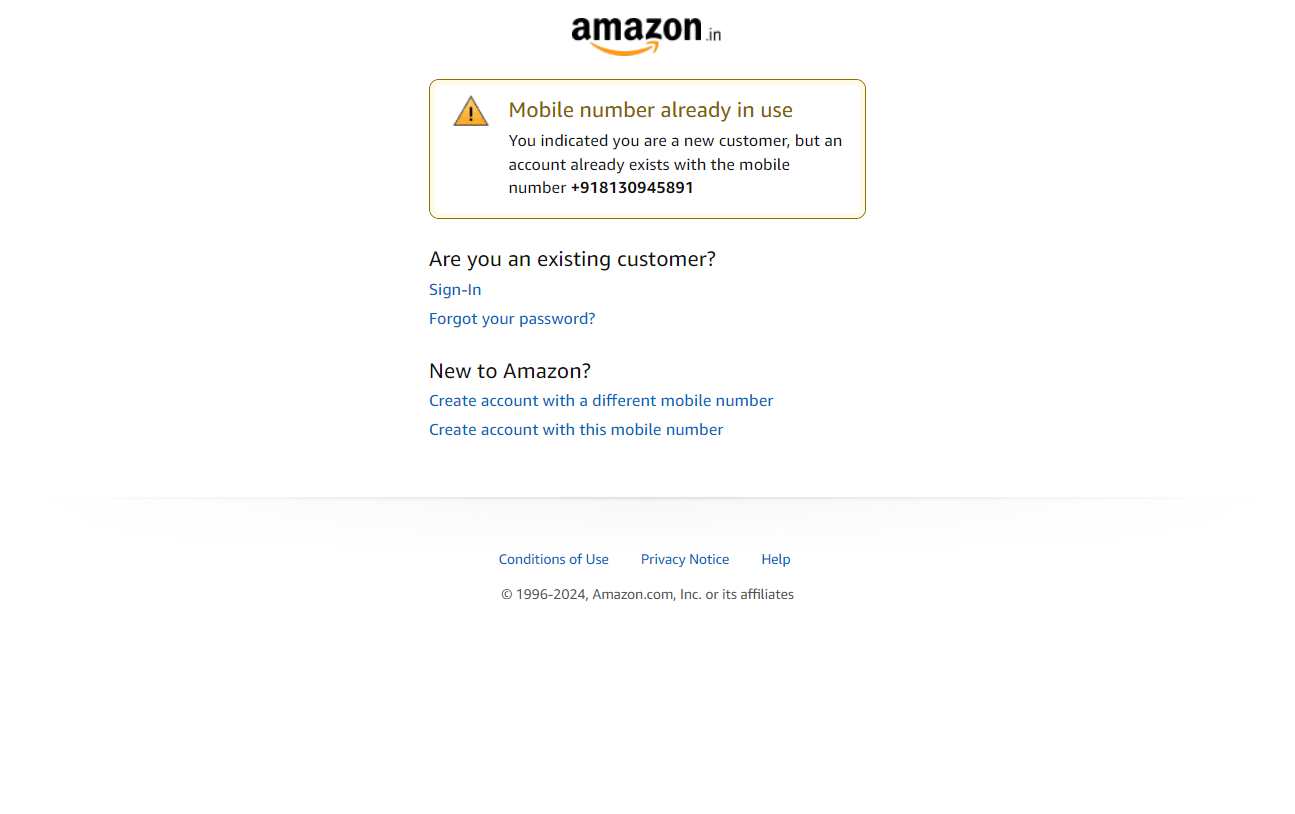 amazon.in
Mobile number already in use
You indicated you are a new customer, but an
account already exists with the mobile
number +918130945891
Are you an existing customer?
Sign-In
Forgot your password?
New to Amazon?
Create account with a different mobile number
Create account with this mobile number
Conditions of Use Privacy Notice Help
© 1996-2024, Amazon.com, Inc. or its affiliates